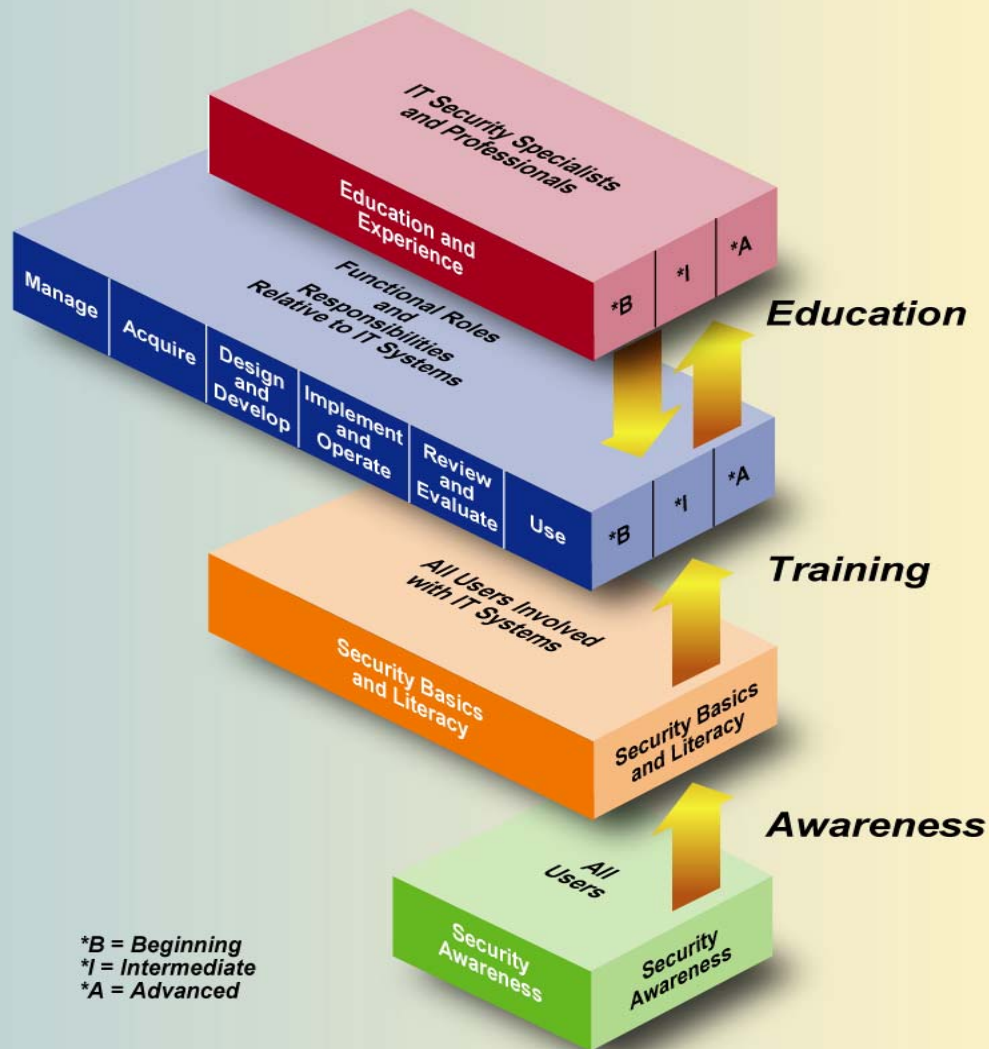 IT Security Specialists
and Professionals
Education and
Experience
*B
*I
*A
Education
Functional Roles
and
Responsibilities
Relative to IT Systems
Manage
Acquire
Design
and
Develop
Implement
and
Operate
Review
and
Evaluate
Use
*B
*I
*A
Training
All Users Involved
with IT Systems
Security Basics
and Literacy
Security Basics
and Literacy
Awareness
All
Users
Security
Awareness
Security
Awareness
*B = Beginning
*I = Intermediate
*A = Advanced